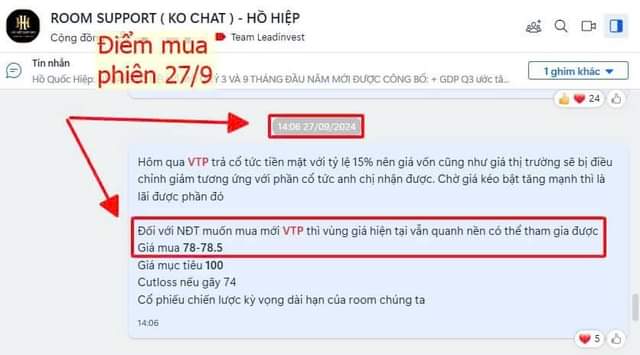 ROOM SUPPORT ( KO CHAT ) - HỒ HIỆP
Cộng đồng
Team Leadinvest
Điểm mua
phiên 27/9
Tin nhắn
Hồ Quốc Hiệp:
Ý 3 VÀ 9 THÁNG ĐẦU NĂM MỚI ĐƯỢC CÔNG BỐ: + GDP Q3 ước tă...
1 ghim khác
24
14:06 27/09/2024
Hôm qua VTP trả cổ tức tiền mặt với tỷ lệ 15% nên giá vốn cũng như giá thị trường sẽ bị điều
chỉnh giảm tương ứng với phần cổ tức anh chị nhận được. Chờ giá kéo bật tăng mạnh thì là
lãi được phần đó
Đối với NĐT muốn mua mới VTP thì vùng giá hiện tại vẫn quanh nền có thể tham gia được
Giá mua 78-78.5
Giá mục tiêu 100
Cutloss nếu gãy 74
Cổ phiếu chiến lược kỳ vọng dài hạn của room chúng ta
14:06
5